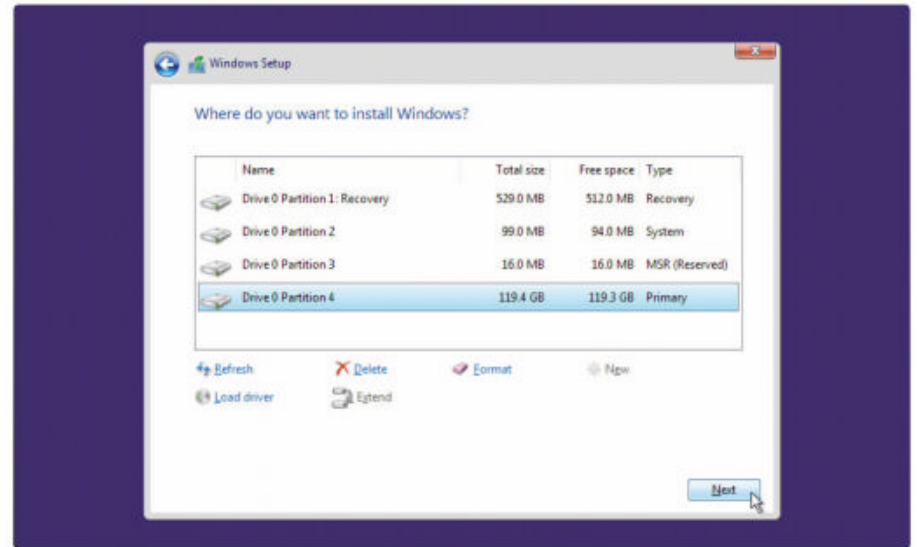 Windows Setup
Where do you want to install Windows?
Name Total size Free space Type
Drive 0 Partition 1: Recovery 529.0 MB 512.0 MB Recovery
Drive 0 Partition 2 99.0 MB 94.0 MB System
Drive 0 Partition 3 16.0 MB 16.0 MB MSR (Reserved)
Drive 0 Partition 4 119.4 GB 119.3 GB Primary
Refresh Delete Format New
Load driver Extend
Next